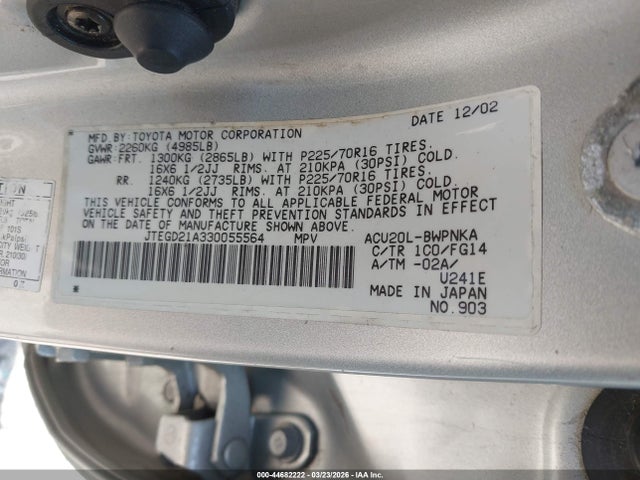 DATE 12/02
MFD BY: TOYOTA MOTOR CORPORATION
GVWR: 2260KG (4985LB)
GAWR: FRT. 1300KG (2865LB) WITH P225/70R16 TIRES.
16X6 1/2JJ RIMS. AT 210KPA (30PSI) COLD.
RR. 1240KG (2735LB) WITH P225/70R16 TIRES.
16X6 1/2JJ RIMS. AT 210KPA (30PSI) COLD.
THIS VEHICLE CONFORMS TO ALL APPLICABLE FEDERAL MOTOR
VEHICLE SAFETY AND THEFT PREVENTION STANDARDS IN EFFECT
ON THE DATE OF MANUFACTURE SHOWN ABOVE.
JTEGD21A330055564 MPV ACU20L-BWPNKA
C/TR 1C0/FG14
A/TM -02A/
U241E
MADE IN JAPAN
NO.903
000-44682222 | 03/23/2026 | IAA Inc.